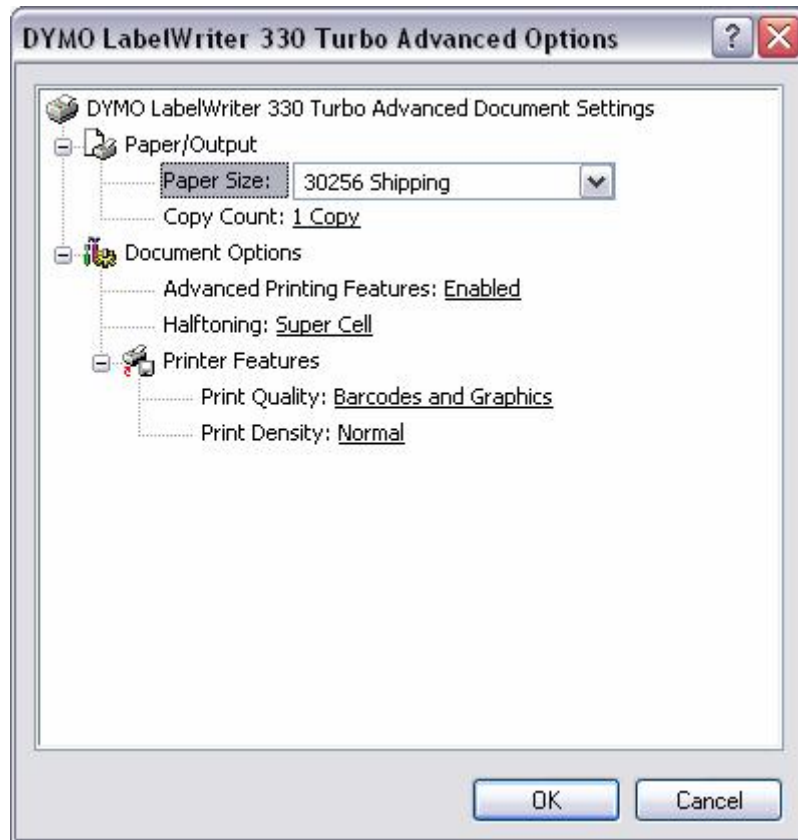 DYMO LabelWriter 330 Turbo Advanced Options
DYMO LabelWriter 330 Turbo Advanced Document Settings
Paper/Output
Paper Size: 30256 Shipping
Copy Count: 1 Copy
Document Options
Advanced Printing Features: Enabled
Halftoning: Super Cell
Printer Features
Print Quality: Barcodes and Graphics
Print Density: Normal
OK Cancel